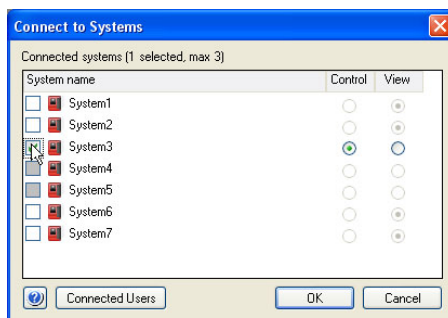 Connect to Systems
Connected systems (1 selected, max 3)
System name Control View
System1
System2
System3
System4
System5
System6
System7
? Connected Users OK Cancel